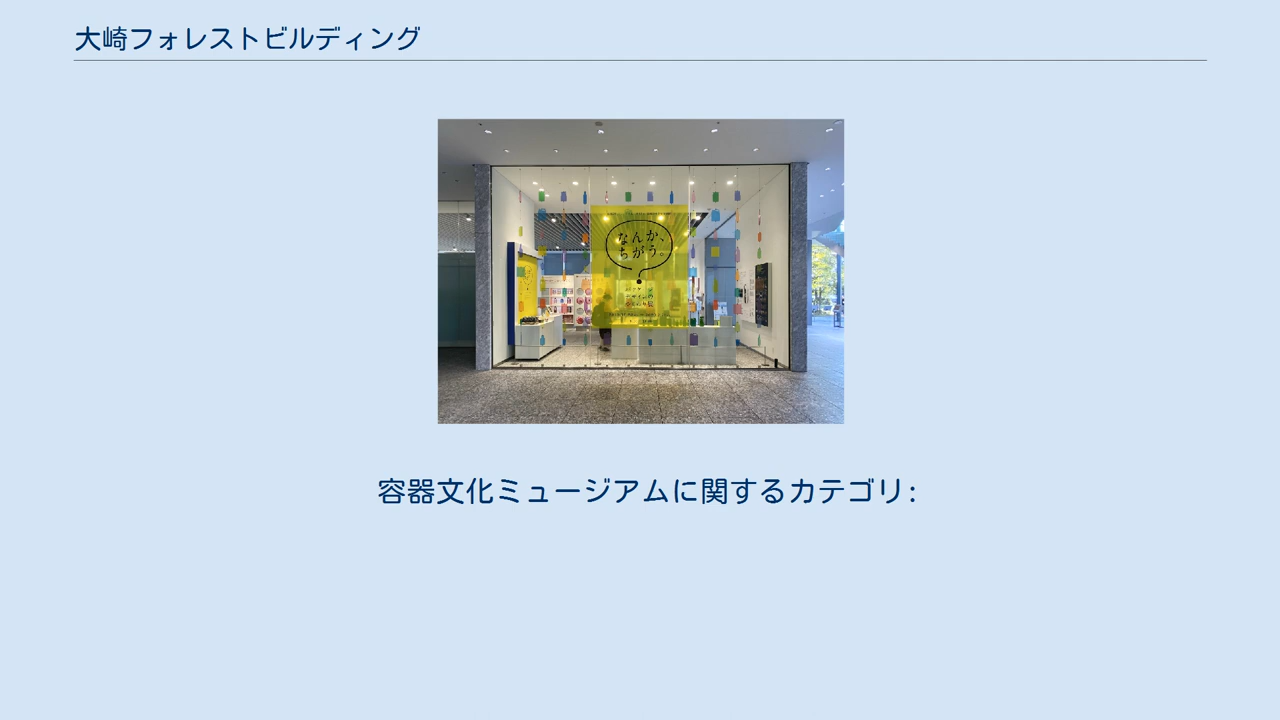 大崎フォレストビルディング
なんか、
ちがう。
容器文化ミュージアムに関するカテゴリ: